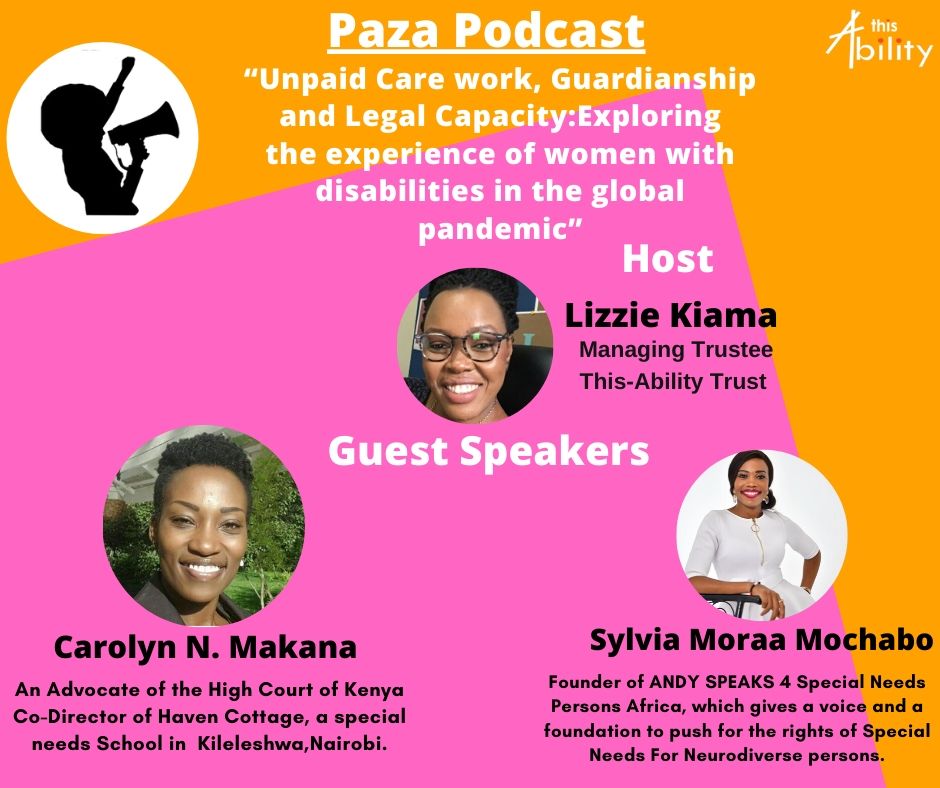 Paza Podcast
this
Ability
“Unpaid Care work, Guardianship
and Legal Capacity:Exploring
the experience of women with
disabilities in the global
pandemic”
Host
Lizzie Kiama
Managing Trustee
This-Ability Trust
Guest Speakers
Carolyn N. Makana
An Advocate of the High Court of Kenya
Co-Director of Haven Cottage, a special
needs School in Kileleshwa,Nairobi.
Sylvia Moraa Mochabo
Founder of ANDY SPEAKS 4 Special Needs
Persons Africa, which gives a voice and a
foundation to push for the rights of Special
Needs For Neurodiverse persons.